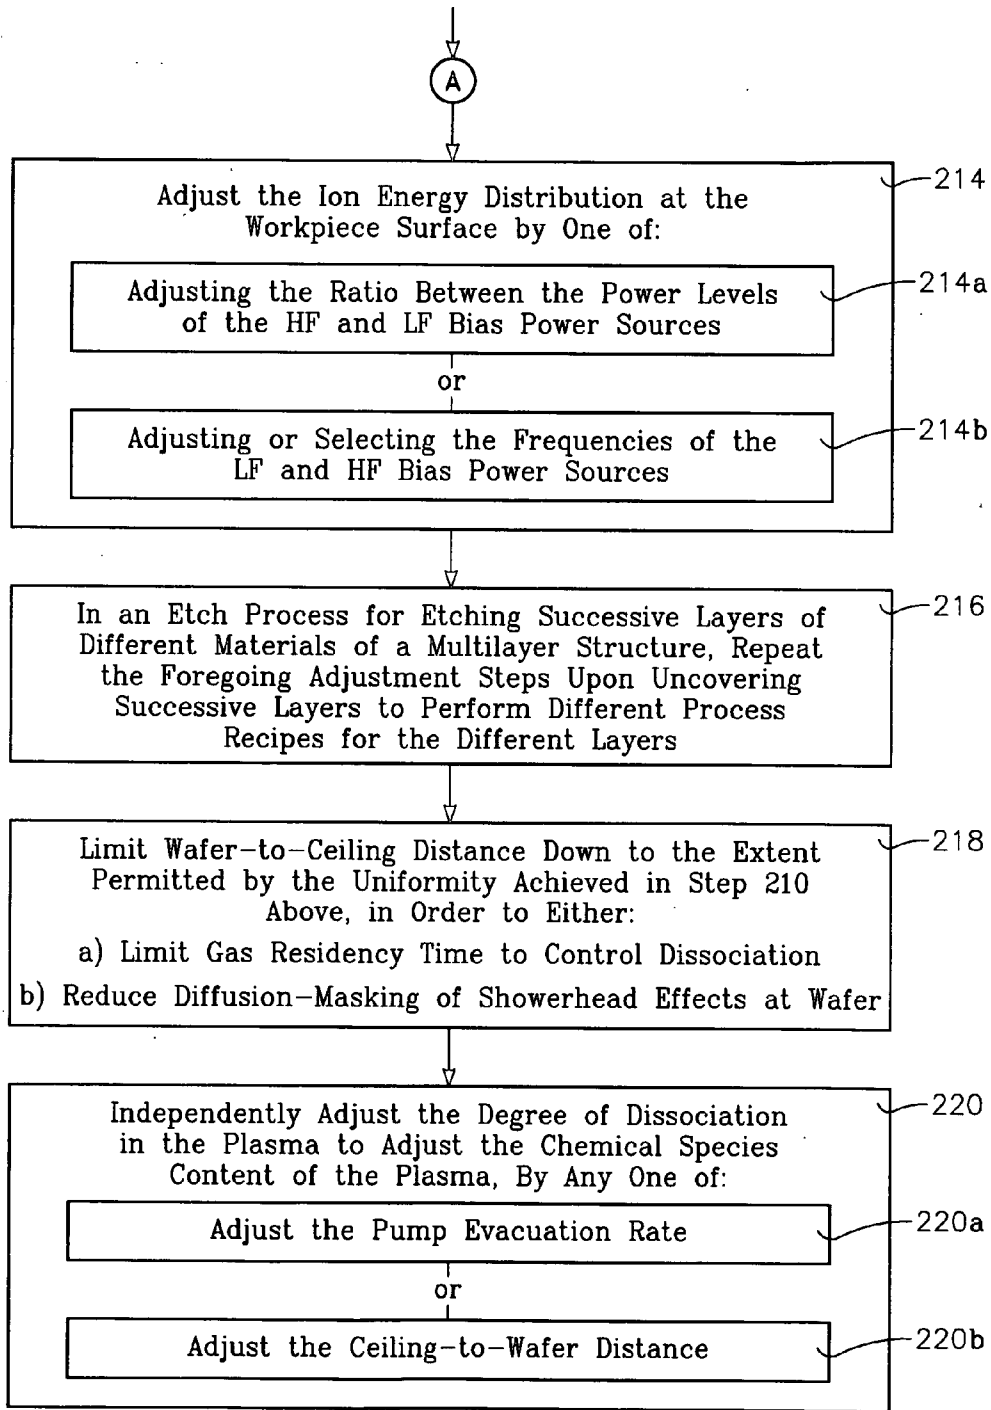 A
214
Adjust the Ion Energy Distribution at the
Workpiece Surface by One of:
214a
Adjusting the Ratio Between the Power Levels
of the HF and LF Bias Power Sources
or
214b
Adjusting or Selecting the Frequencies of the
LF and HF Bias Power Sources
216
In an Etch Process for Etching Successive Layers of
Different Materials of a Multilayer Structure, Repeat
the Foregoing Adjustment Steps Upon Uncovering
Successive Layers to Perform Different Process
Recipes for the Different Layers
218
Limit Wafer-to-Ceiling Distance Down to the Extent
Permitted by the Uniformity Achieved in Step 210
Above, in Order to Either:
a) Limit Gas Residency Time to Control Dissociation
b) Reduce Diffusion-Masking of Showerhead Effects at Wafer
220
Independently Adjust the Degree of Dissociation
in the Plasma to Adjust the Chemical Species
Content of the Plasma, By Any One of:
220a
Adjust the Pump Evacuation Rate
or
220b
Adjust the Ceiling-to-Wafer Distance